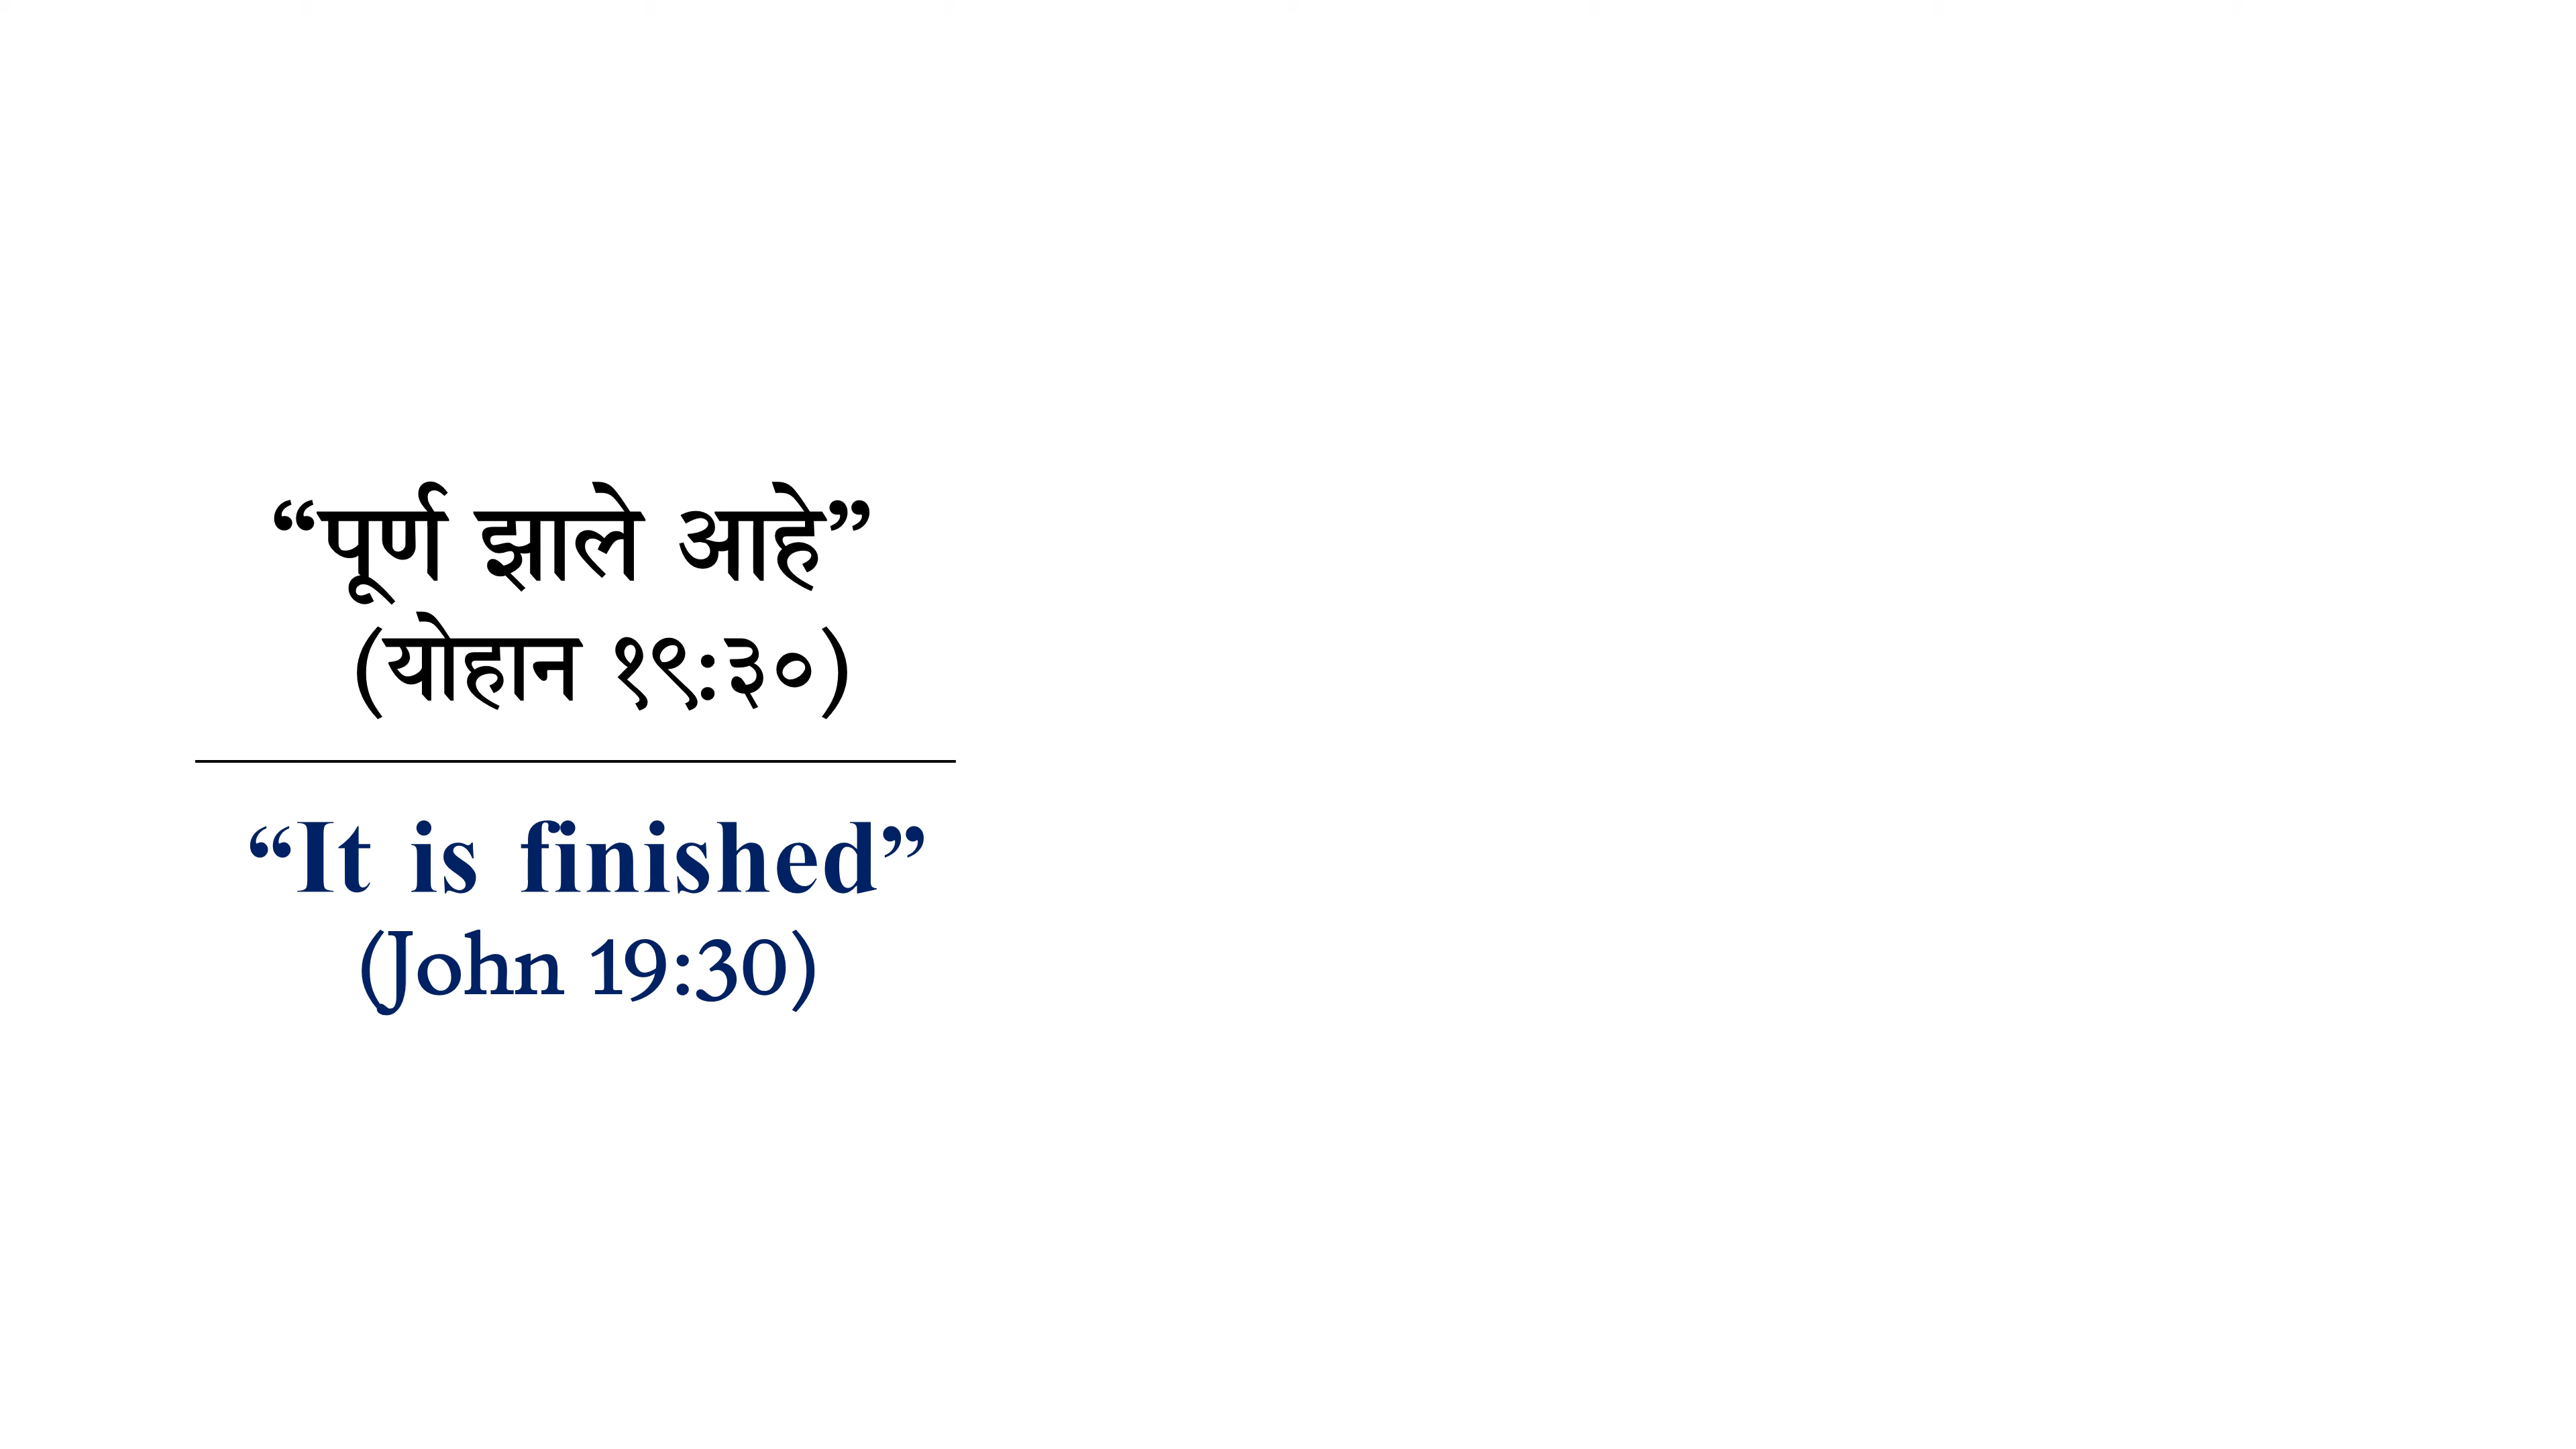 “पूर्ण झाले आहे”
(योहान १९:३०)
“It is finished”
(John 19:30)